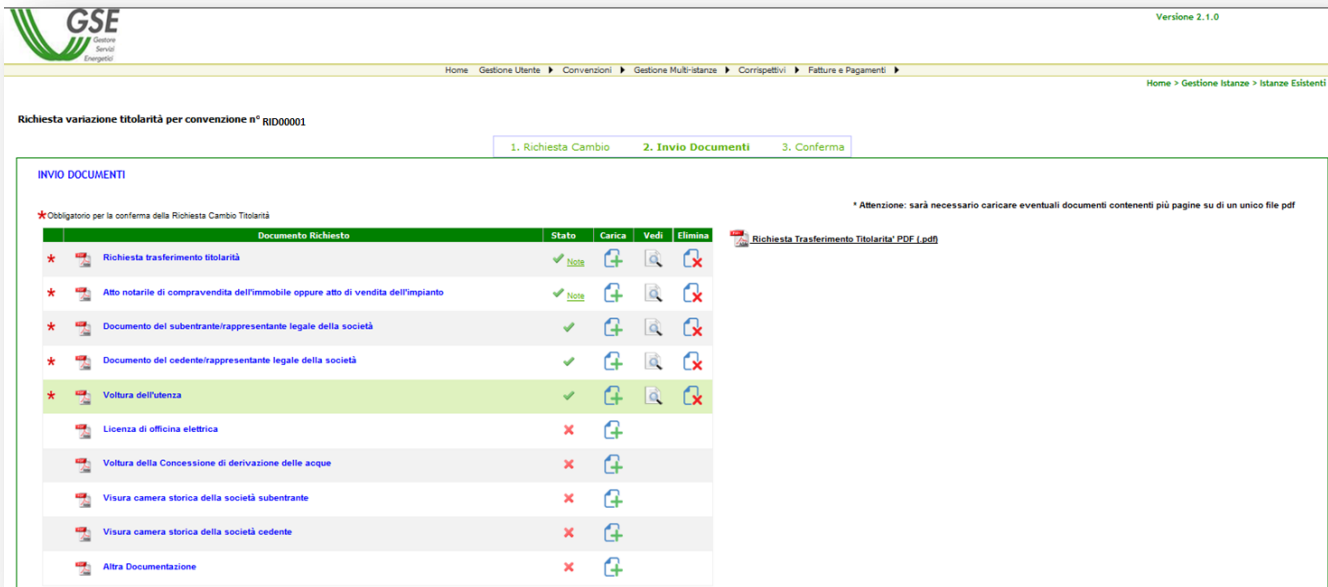 GSE
Gestore
Servizi
Energetici
Versione 2.1.0
Home Gestione Utente Convenzioni Gestione Multi-istanze Corrispettivi Fatture e Pagamenti
Home > Gestione Istanze > Istanze Esistenti
Richiesta variazione titolarità per convenzione n° RID00001
1. Richiesta Cambio 2. Invio Documenti 3. Conferma
INVIO DOCUMENTI
* Attenzione: sarà necessario caricare eventuali documenti contenenti più pagine su di un unico file pdf
*Obbligatorio per la conferma della Richiesta Cambio Titolarità
Documento Richiesto Stato Carica Vedi Elimina
Richiesta Trasferimento Titolarita' PDF (.pdf)
* Richiesta trasferimento titolarità Note
* Atto notarile di compravendita dell'immobile oppure atto di vendita dell'impianto Note
* Documento del subentrante/rappresentante legale della società
* Documento del cedente/rappresentante legale della società
* Voltura dell'utenza
Licenza di officina elettrica
Voltura della Concessione di derivazione delle acque
Visura camera storica della società subentrante
Visura camera storica della società cedente
Altra Documentazione